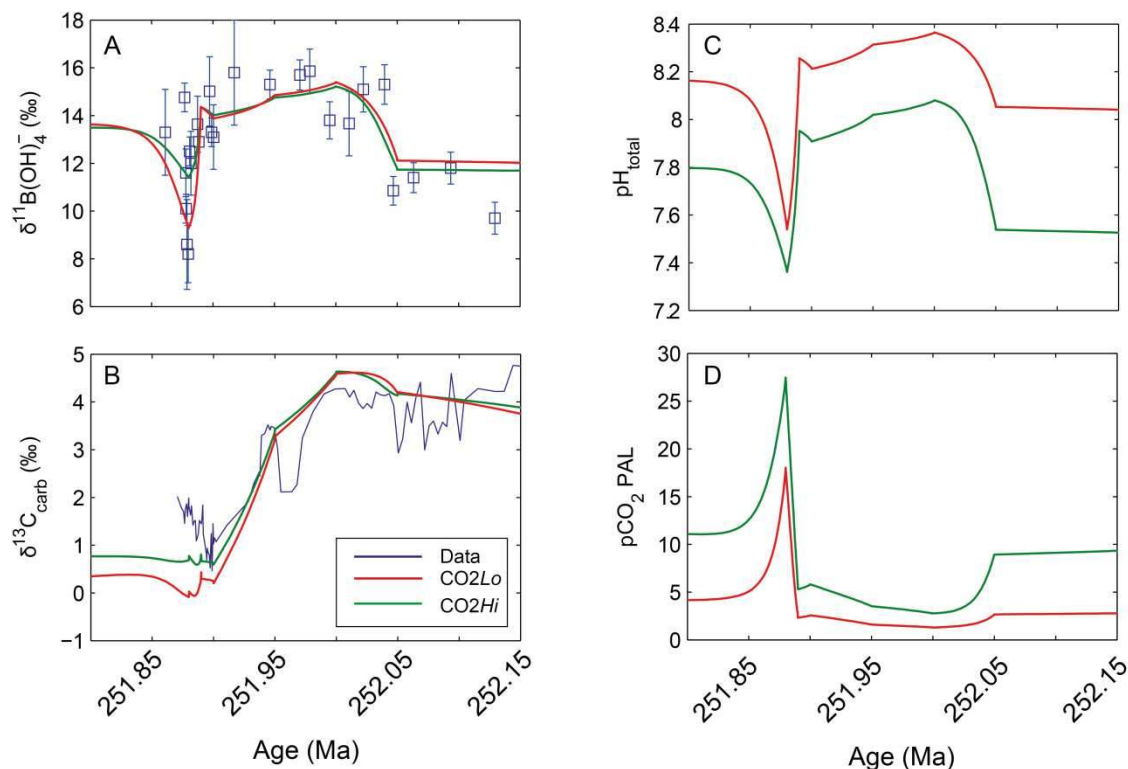 A
δ¹¹B(OH)₄⁻ (‰)
18
16
14
12
10
8
6
B
δ¹³C_carb (‰)
5
4
3
2
1
0
−1
Data
CO2Lo
CO2Hi
251.85
251.95
252.05
252.15
Age (Ma)
C
pH_total
8.4
8.2
8
7.8
7.6
7.4
7.2
D
pCO₂ PAL
30
25
20
15
10
5
0
251.85
251.95
252.05
252.15
Age (Ma)